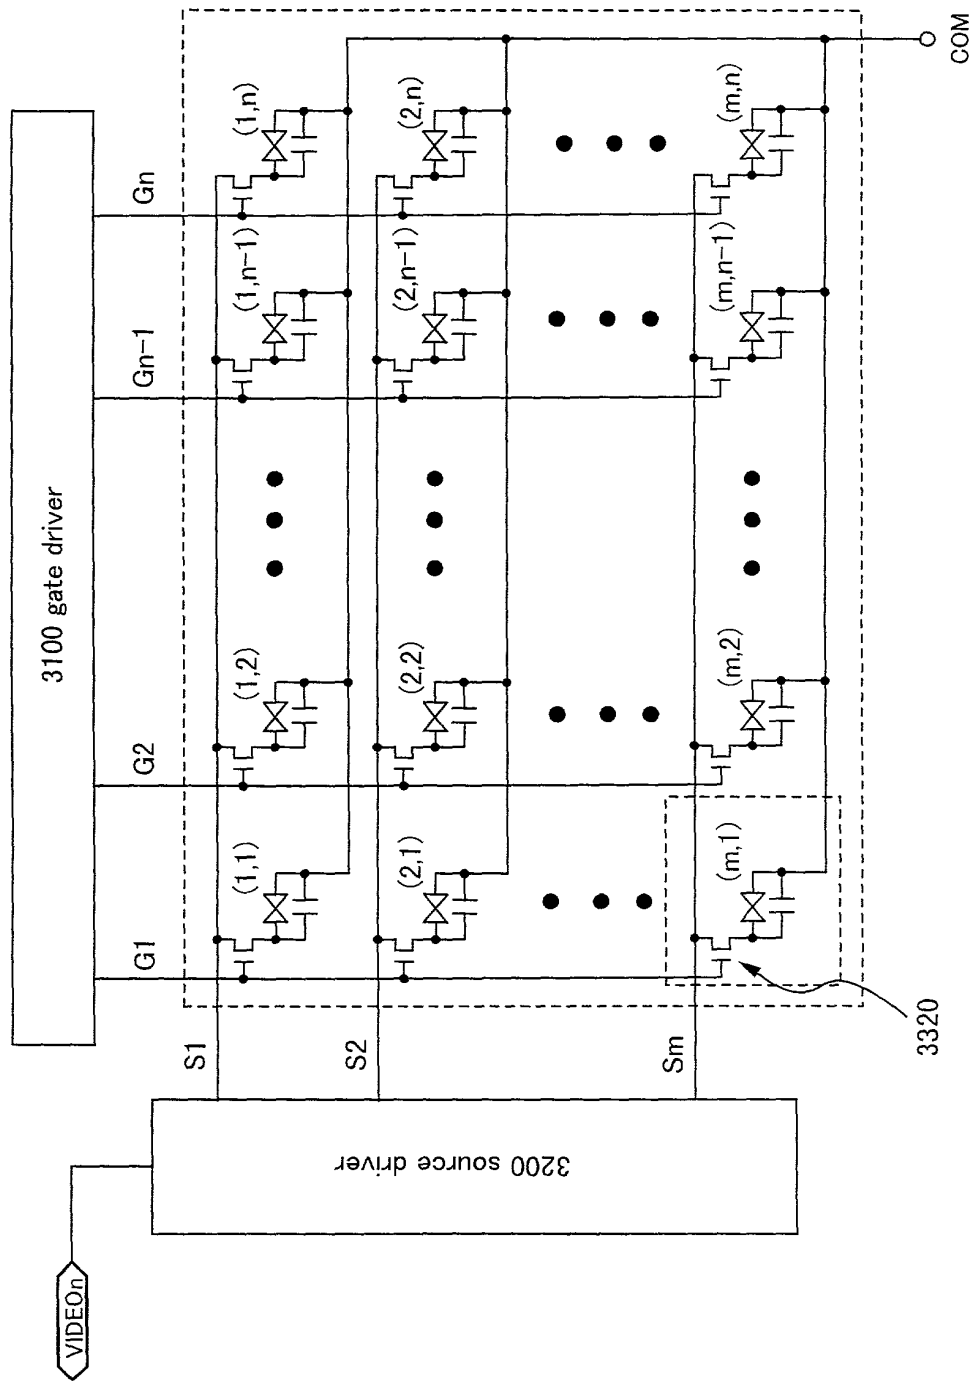 VIDEOn
3200 source driver
S1
S2
Sm
3100 gate driver
G1
G2
Gn-1
Gn
(1,1)
(1,2)
(1,n-1)
(1,n)
(2,1)
(2,2)
(2,n-1)
(2,n)
(m,1)
(m,2)
(m,n-1)
(m,n)
3320
COM